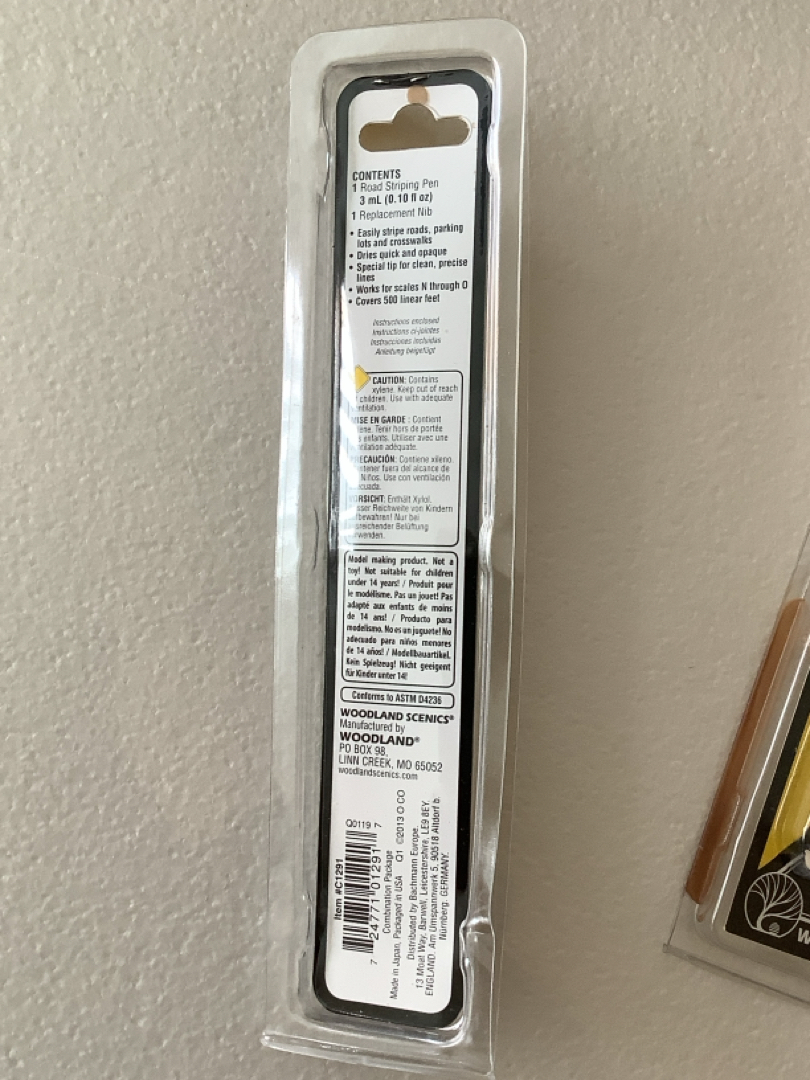 CONTENTS
1 Road Striping Pen
3 mL (0.10 fl oz)
1 Replacement Nib
• Easily stripe roads, parking
lots and crosswalks
• Dries quick and opaque
• Special tip for clean, precise
lines
• Works for scales N through O
• Covers 500 linear feet
Instructions enclosed
Instructions ci-jointes
Instrucciones incluidas
Anleitung beigefügt
CAUTION: Contains
xylene. Keep out of reach
children. Use with adequate
MISE EN GARDE : Contient
Tenir hors de portée
enfants. Utiliser avec une
adéquate.
PRECAUCIÓN: Contiene xileno.
fuera del alcance de
Niños. Use con ventilación
VORSICHT: Enthält Xylol.
Reichweite von Kindern
Nur bei
Belüftung
Model making product. Not a
toy! Not suitable for children
under 14 years! / Produit pour
le modélisme. Pas un jouet! Pas
adapté aux enfants de moins
de 14 ans! / Producto para
modelismo. No es un juguete! No
adecuado para niños menores
de 14 años! / Modellbauartikel.
Kein Spielzeug! Nicht geeigent
für Kinder unter 14!
Conforms to ASTM D4236
WOODLAND SCENICS®
Manufactured by
WOODLAND®
PO BOX 98,
LINN CREEK, MO 65052
woodlandscenics.com
Item #C1291
Q0119
7 24771 01291 7
Combination Package
Made in Japan, Packaged in USA Q1 ©2013 O CO
Distributed by Bachmann Europe.
13 Moat Way, Barwell, Leicestershire, LE9 8EY.
ENGLAND. Am Umspannwerk 5, 90518 Altdorf b.
Nürnberg. GERMANY.